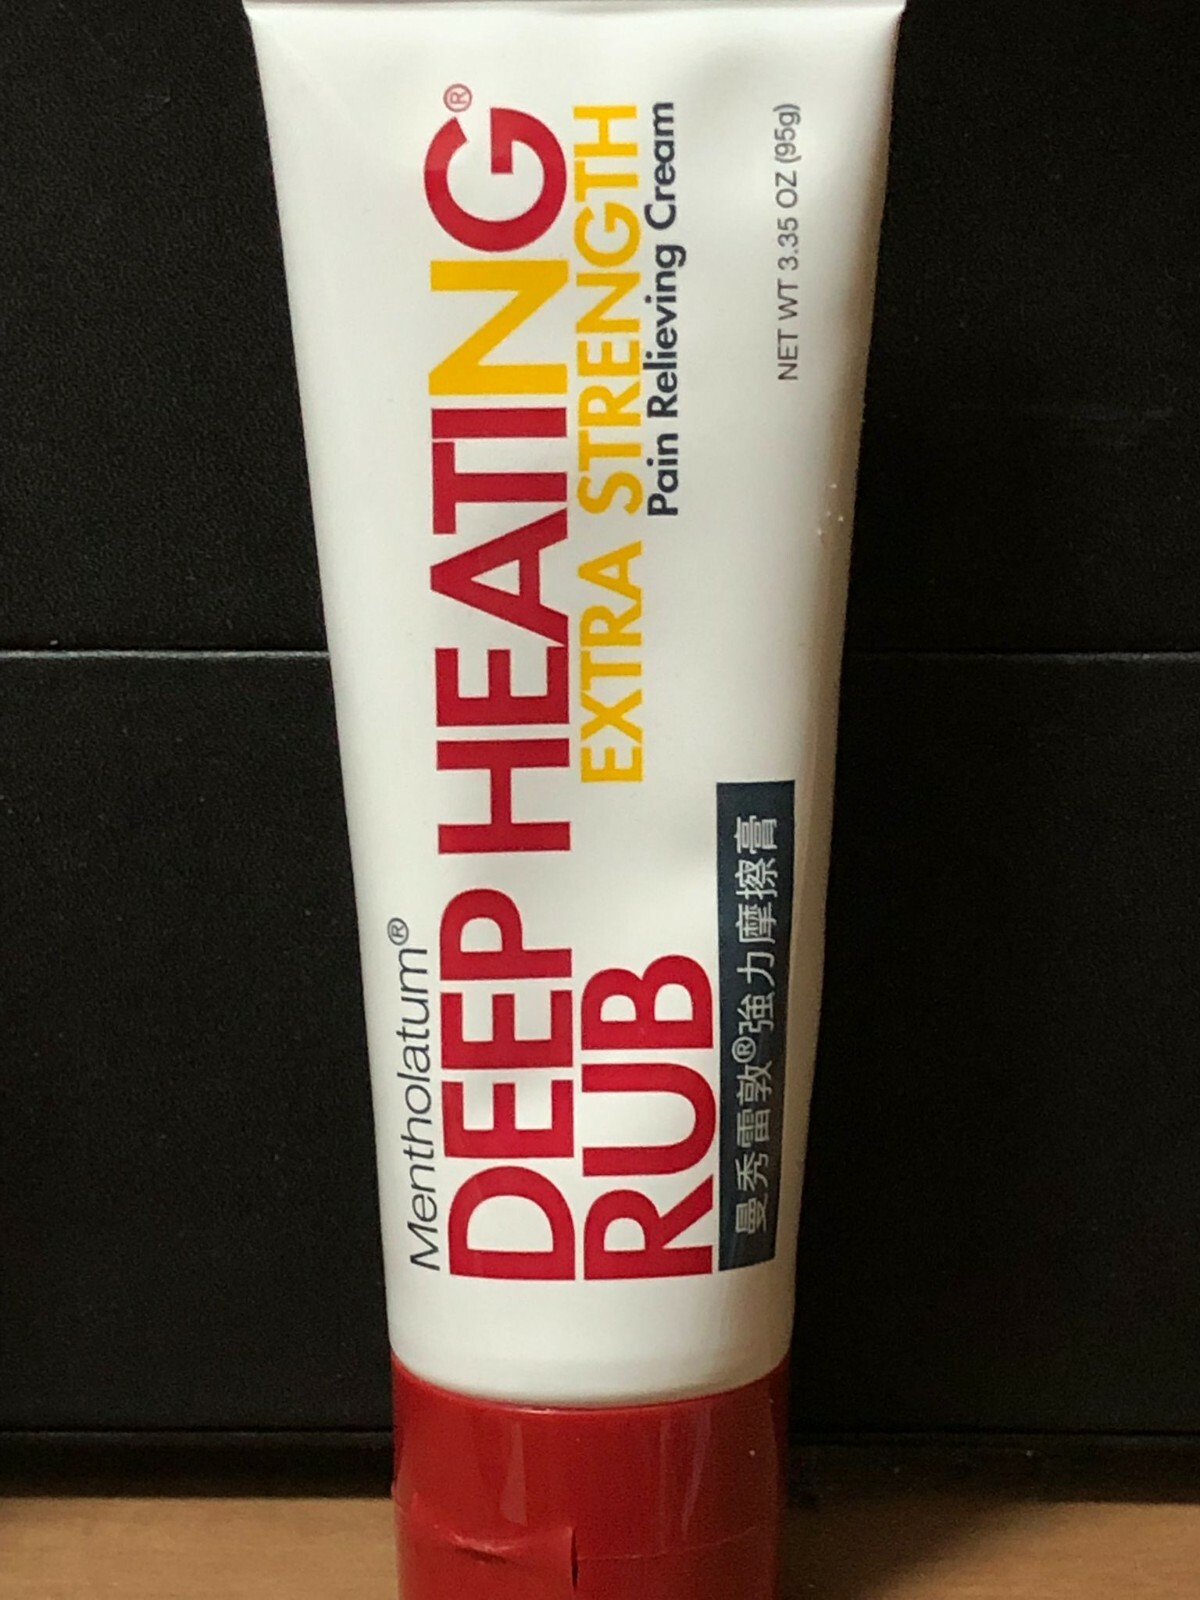 Mentholatum®
DEEP HEATING®
RUB EXTRA STRENGTH
Pain Relieving Cream
曼秀雷敦®強力摩擦膏
NET WT 3.35 OZ (95g)